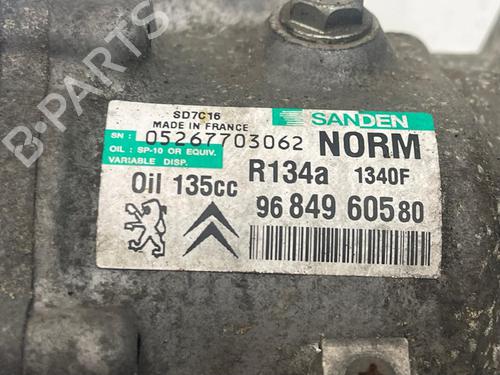 B-PARTS
SD7C16
MADE IN FRANCE
SANDEN
SN : 05267703062
NORM
OIL : SP-10 OR EQUIV.
VARIABLE DISP.
Oil 135cc
R134a 1340F
96 849 605 80